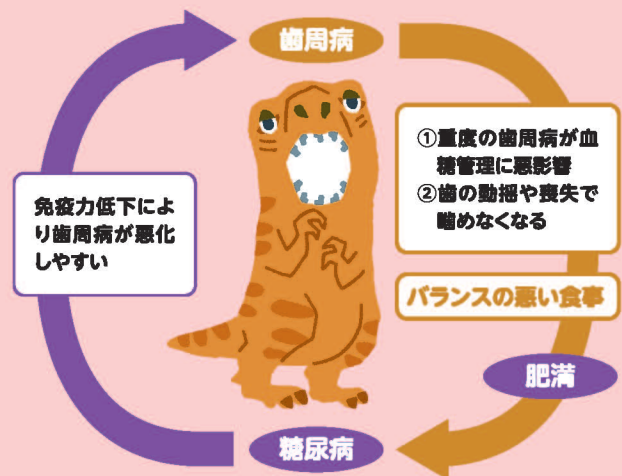 歯周病
①重度の歯周病が血
糖管理に悪影響
②歯の動揺や喪失で
噛めなくなる
バランスの悪い食事
肥満
糖尿病
免疫力低下によ
り歯周病が悪化
しやすい